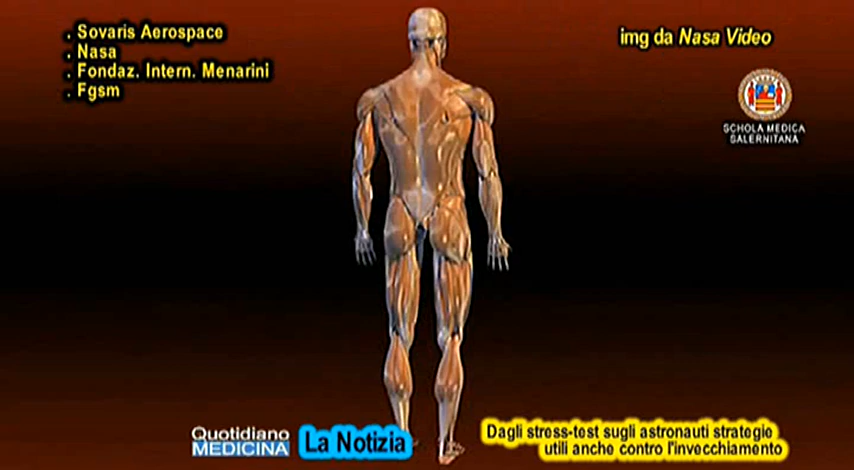 . Sovaris Aerospace
. Nasa
. Fondaz. Intern. Menarini
. Fgsm
img da Nasa Video
SCHOLA MEDICA
SALERNITANA
Quotidiano
MEDICINA
La Notizia
Dagli stress-test sugli astronauti strategie
utili anche contro l'invecchiamento